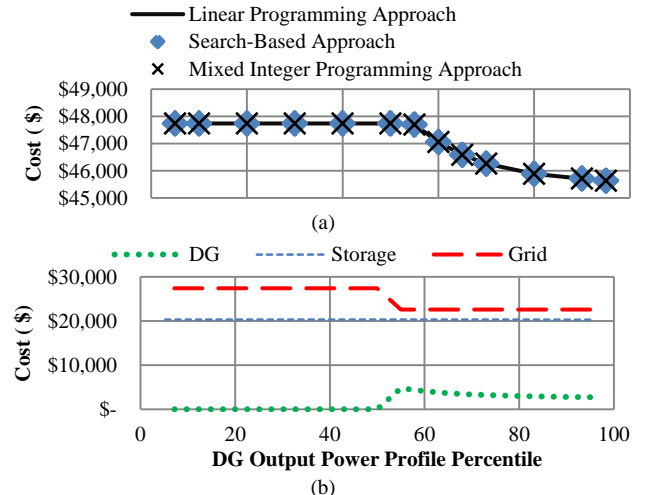 Linear Programming Approach
Search-Based Approach
Mixed Integer Programming Approach
Cost ( $)
$49,000
$48,000
$47,000
$46,000
$45,000
(a)
DG Storage Grid
Cost ( $)
$30,000
$20,000
$10,000
$-
0 20 40 60 80 100
DG Output Power Profile Percentile
(b)